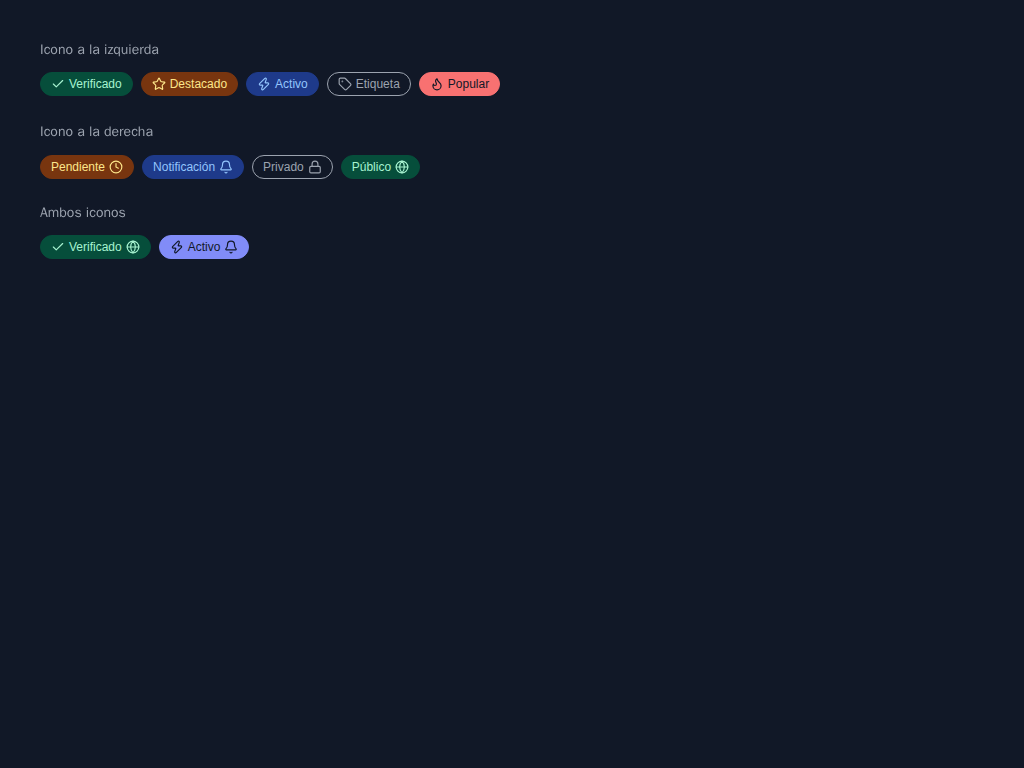 Icono a la izquierda
Verificado Destacado Activo Etiqueta Popular
Icono a la derecha
Pendiente Notificación Privado Público
Ambos iconos
Verificado Activo